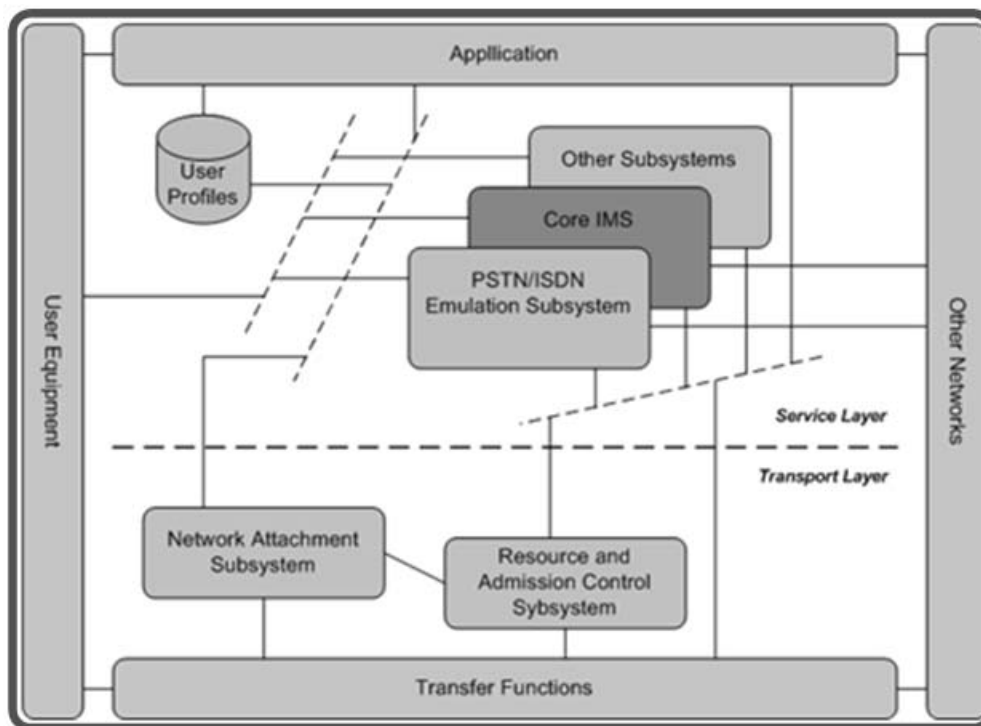 Appllication
User
Profiles
Other Subsystems
Core IMS
PSTN/ISDN
Emulation Subsystem
User Equipment
Other Networks
Service Layer
Transport Layer
Network Attachment
Subsystem
Resource and
Admission Control
Sybsystem
Transfer Functions